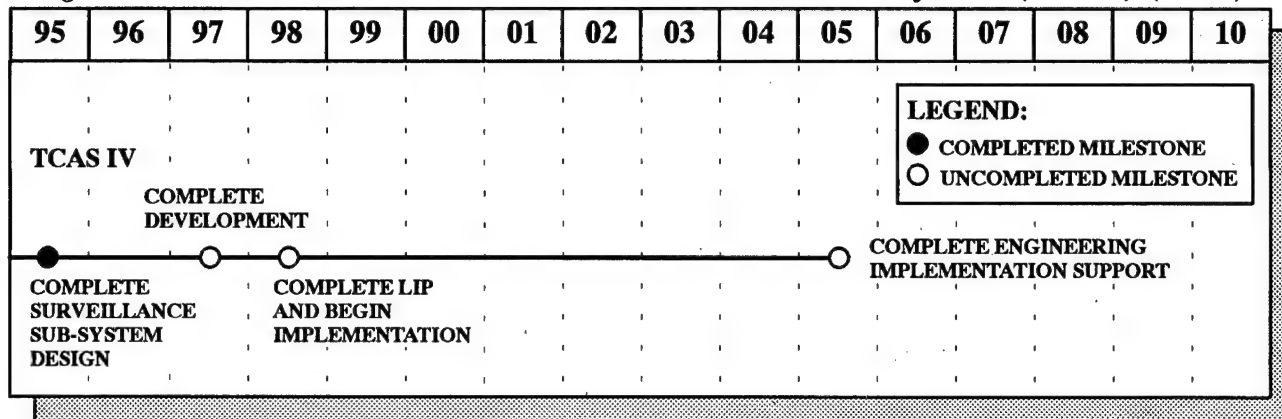 95 96 97 98 99 00 01 02 03 04 05 06 07 08 09 10
LEGEND:
COMPLETED MILESTONE
UNCOMPLETED MILESTONE
TCAS IV
COMPLETE
DEVELOPMENT
COMPLETE
SURVEILLANCE
SUB-SYSTEM
DESIGN
COMPLETE LIP
AND BEGIN
IMPLEMENTATION
COMPLETE ENGINEERING
IMPLEMENTATION SUPPORT